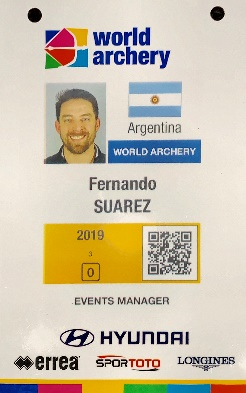 world
archery
Argentina
WORLD ARCHERY
Fernando
SUAREZ
2019
3
0
EVENTS MANAGER
HYUNDAI
errea
SPORTOTO
LONGINES